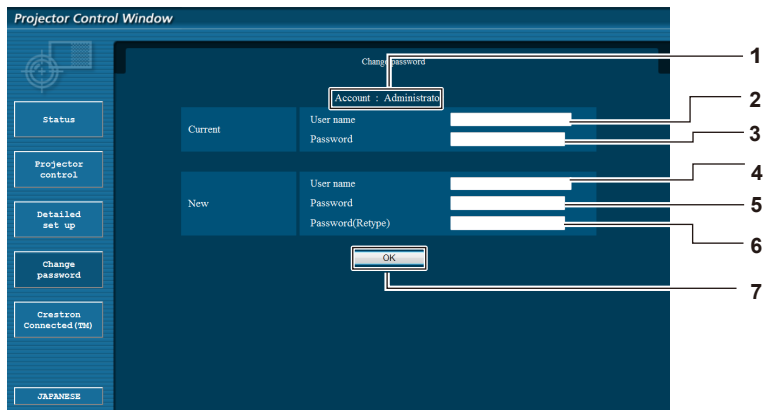 Projector Control Window
Change password
1
Account : Administrato
2
User name
Status
Current
Password
3
Projector
control
4
User name
New
Password
5
Detailed
set up
Password(Retype)
6
OK
Change
password
7
Crestron
Connected(TM)
JAPANESE